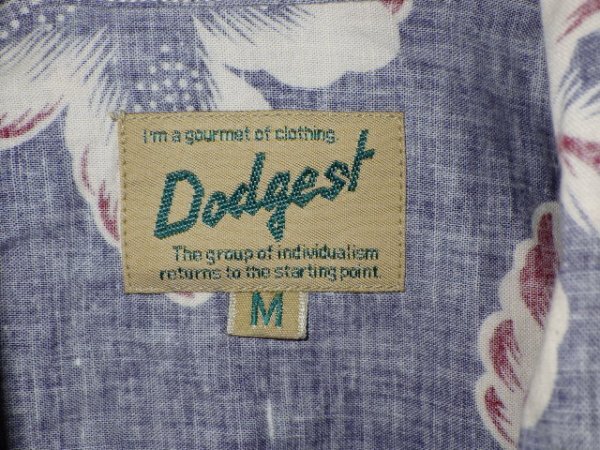 I'm a gourmet of clothing.
Dodgest
The group of individualism
returns to the starting point.
M